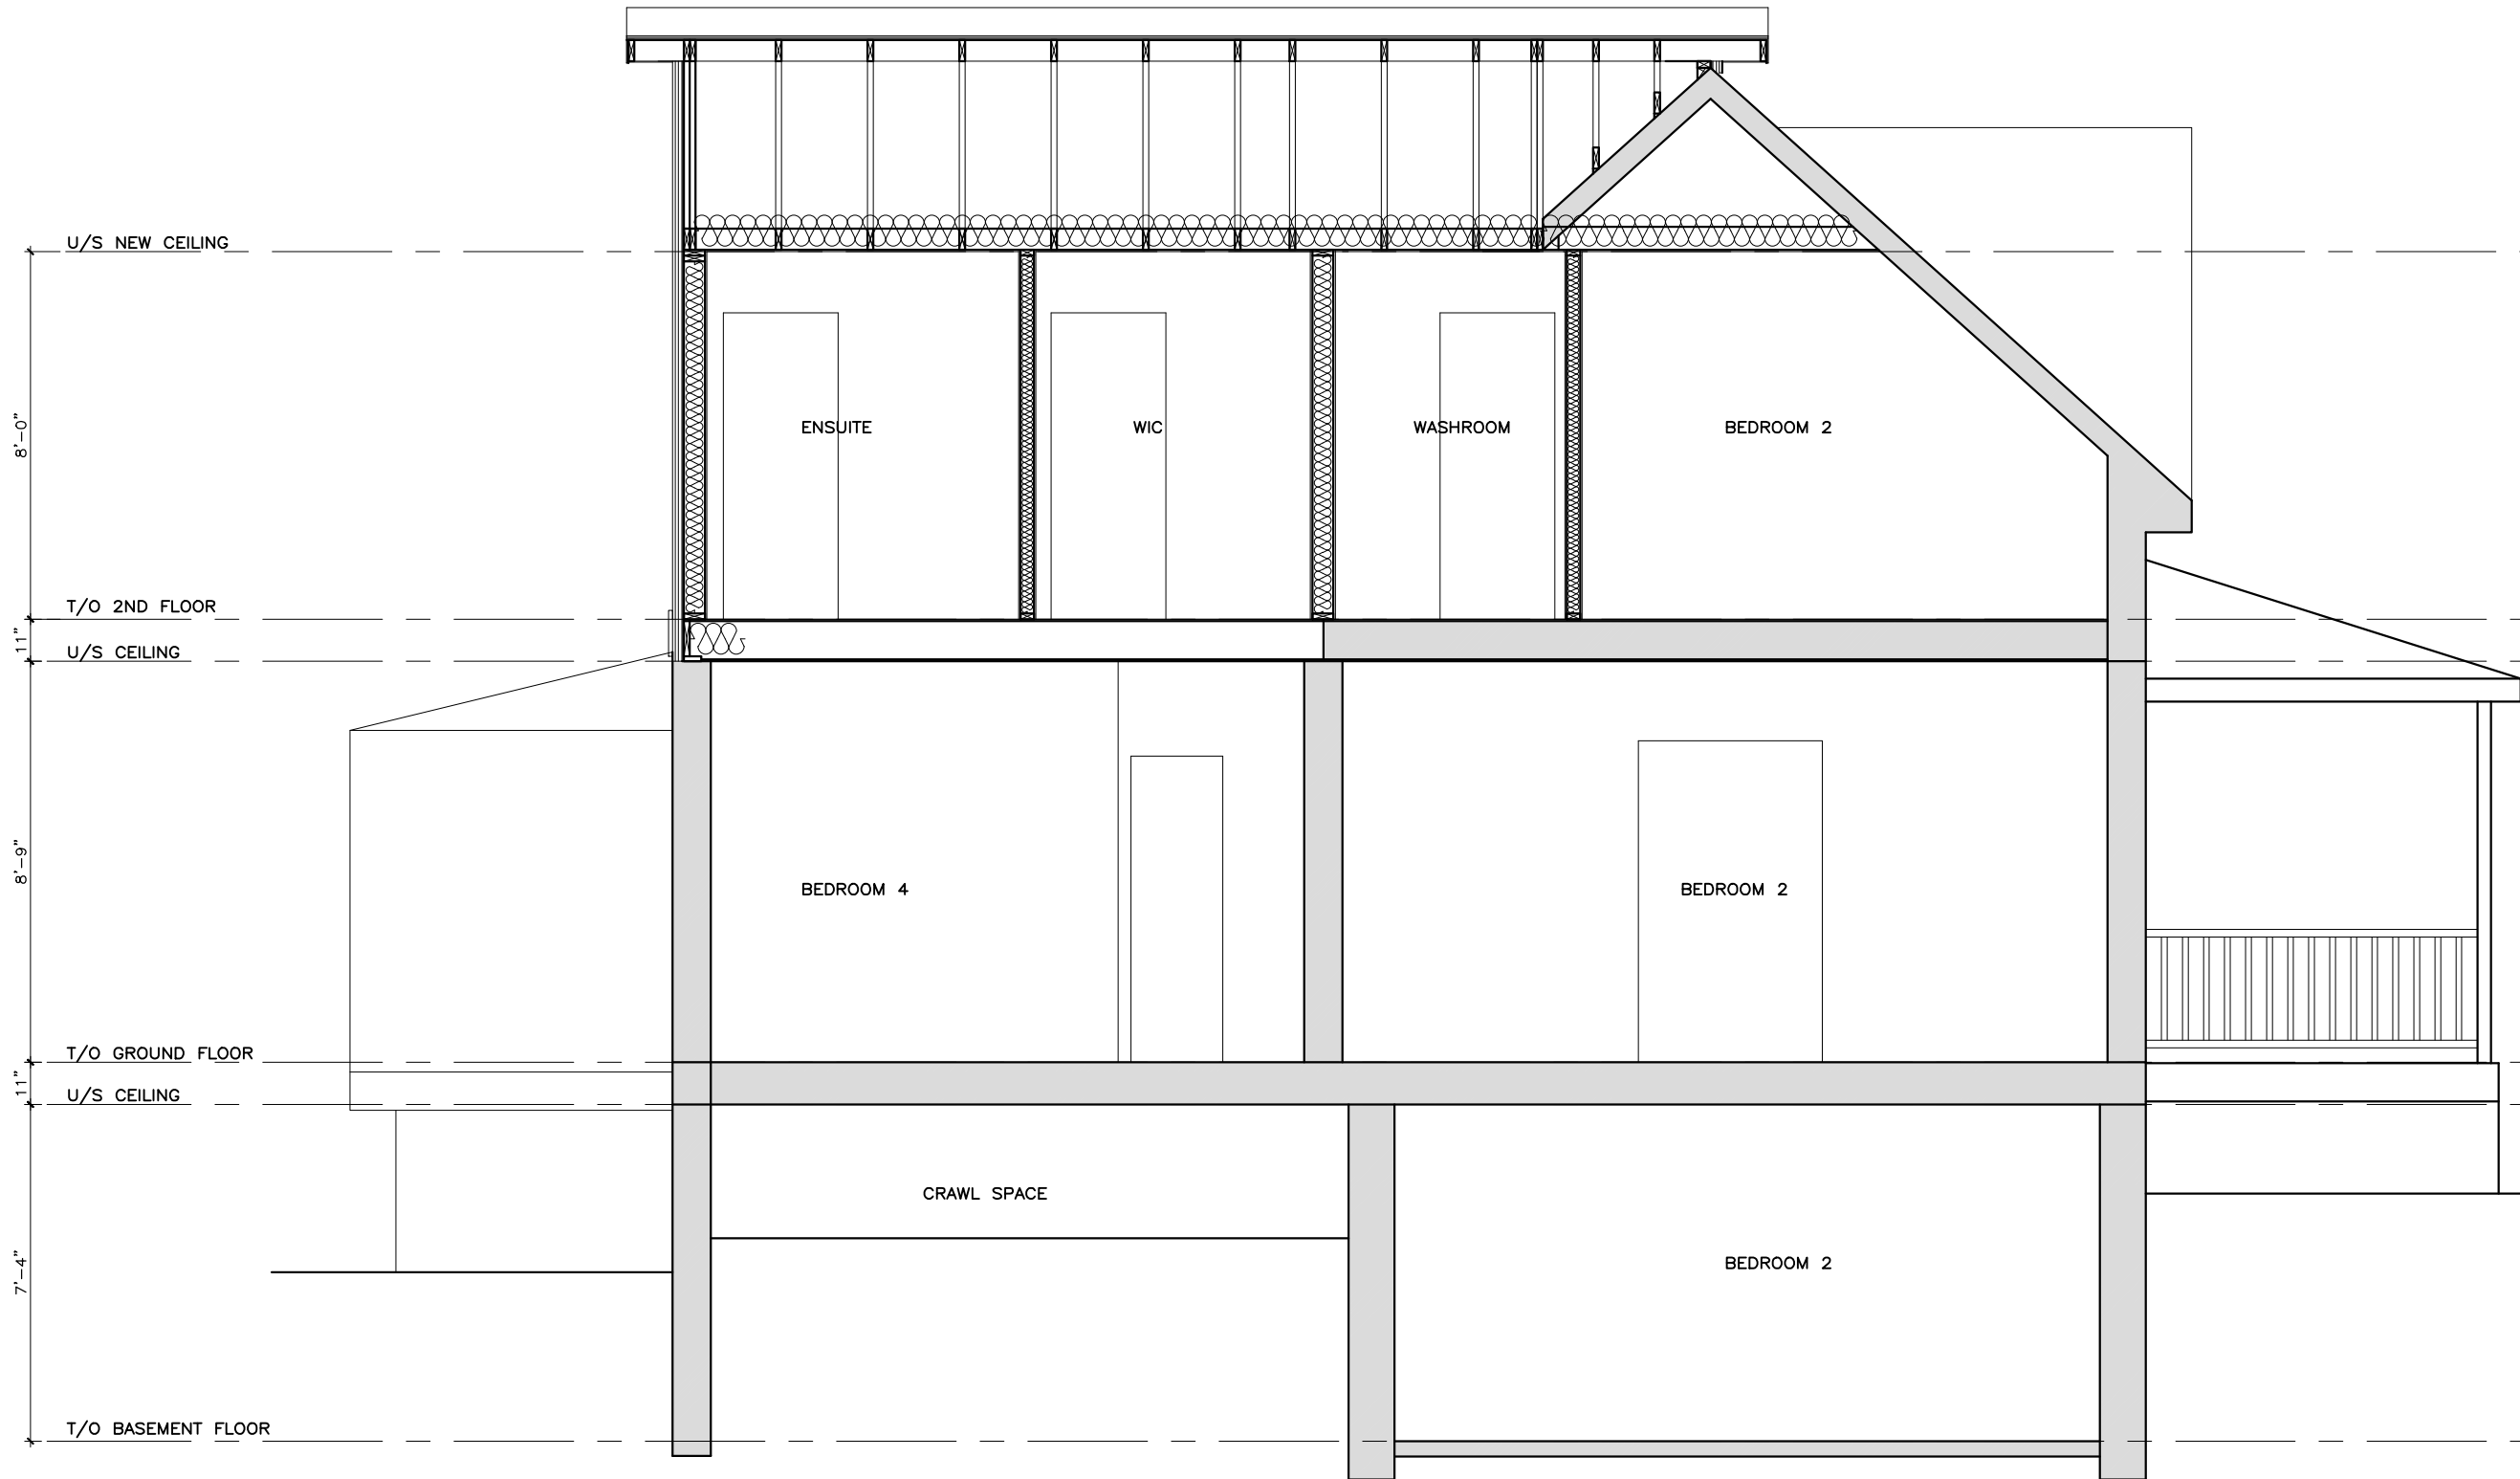 U/S NEW CEILING
8'-0"
ENSUITE
WIC
WASHROOM
BEDROOM 2
T/O 2ND FLOOR
11"
U/S CEILING
8'-9"
BEDROOM 4
BEDROOM 2
T/O GROUND FLOOR
11"
U/S CEILING
CRAWL SPACE
7'-4"
BEDROOM 2
T/O BASEMENT FLOOR